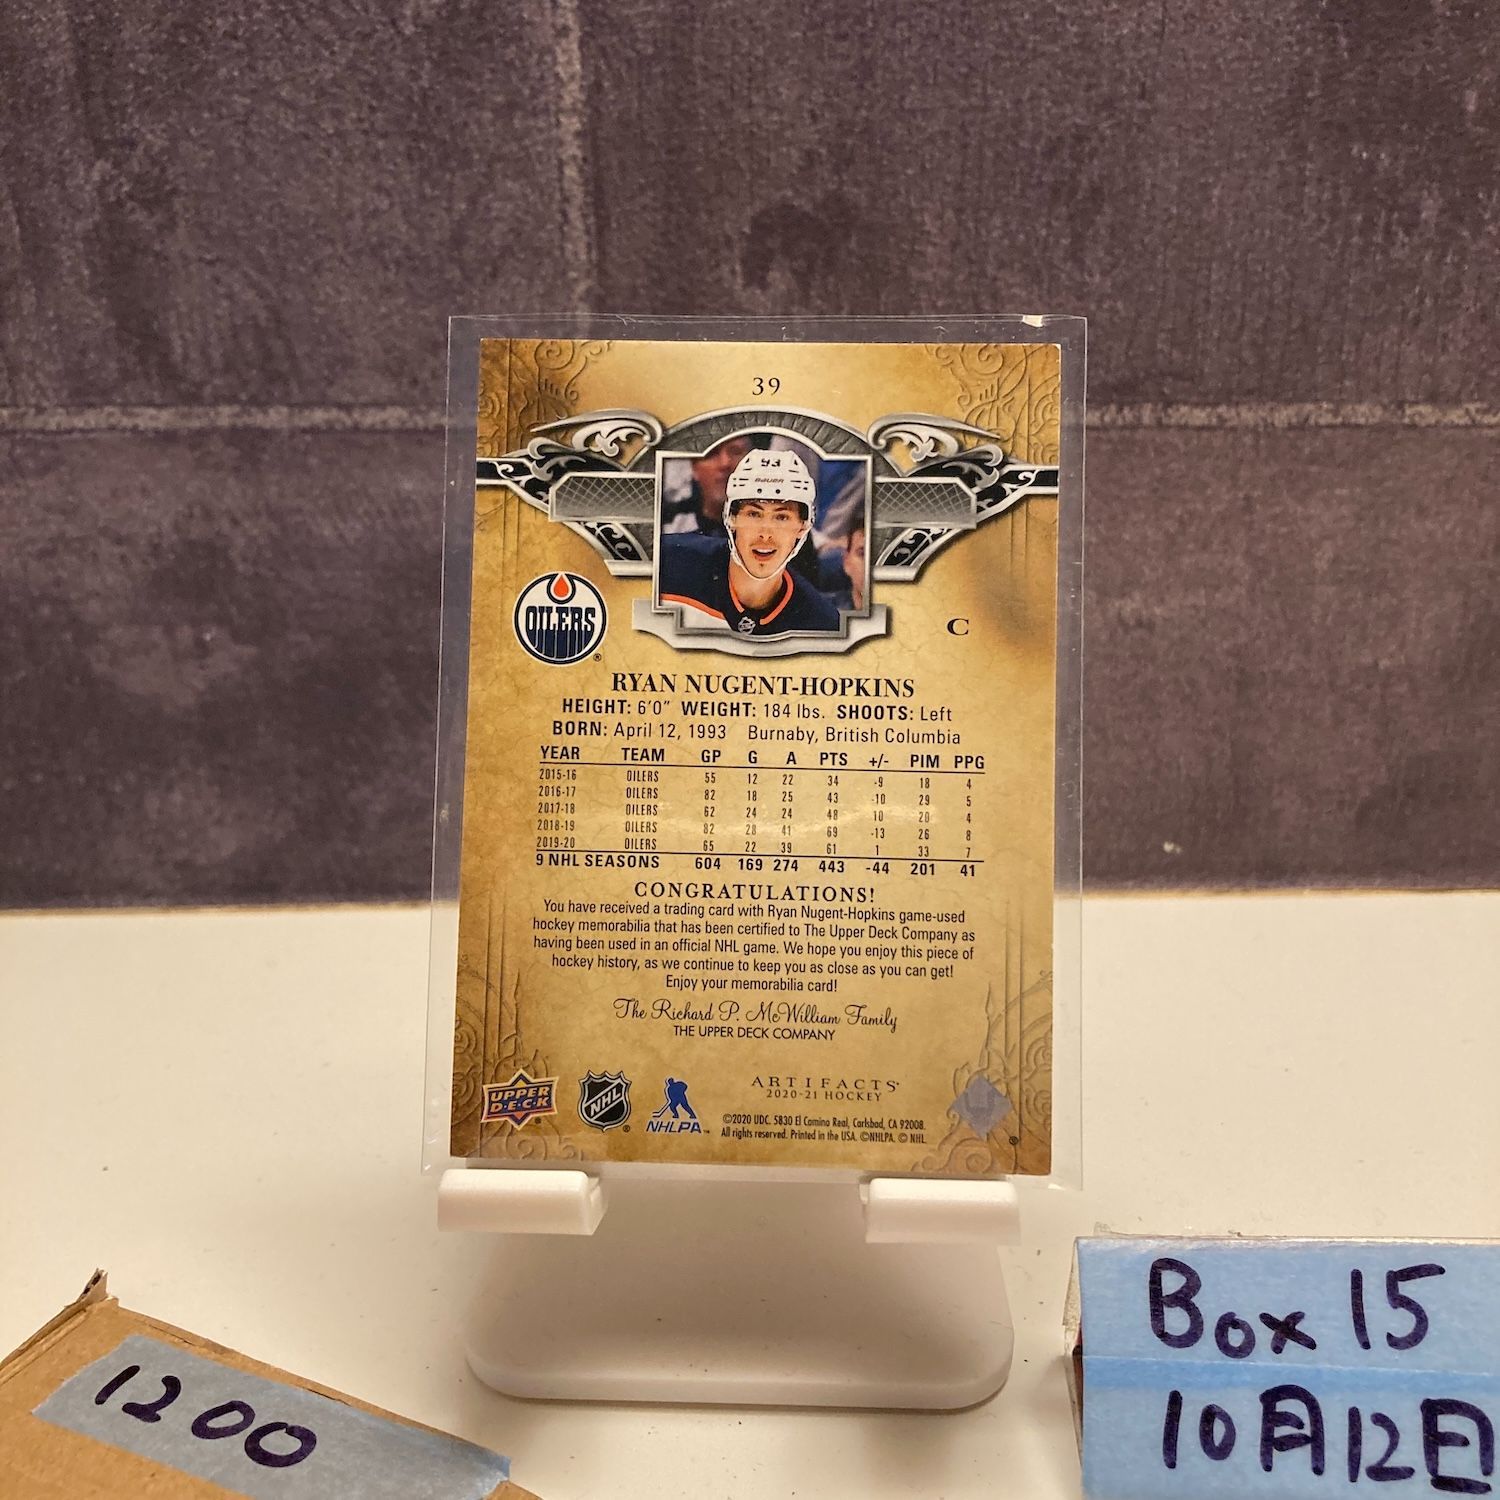 39
93
BAUER
OILERS
C
RYAN NUGENT-HOPKINS
HEIGHT: 6'0" WEIGHT: 184 lbs. SHOOTS: Left
BORN: April 12, 1993 Burnaby, British Columbia
YEAR TEAM GP G A PTS +/- PIM PPG
2015-16 OILERS 55 12 22 34 -9 18 4
2016-17 OILERS 82 18 25 43 -10 29 5
2017-18 OILERS 62 24 24 48 10 20 4
2018-19 OILERS 82 28 41 69 -13 26 8
2019-20 OILERS 65 22 39 61 1 33 7
9 NHL SEASONS 604 169 274 443 -44 201 41
CONGRATULATIONS!
You have received a trading card with Ryan Nugent-Hopkins game-used
hockey memorabilia that has been certified to The Upper Deck Company as
having been used in an official NHL game. We hope you enjoy this piece of
hockey history, as we continue to keep you as close as you can get!
Enjoy your memorabilia card!
The Richard P. McWilliam Family
THE UPPER DECK COMPANY
UPPER
D·E·C·K
NHL
NHLPA™
ARTIFACTS
2020-21 HOCKEY
©2020 UDC. 5830 El Camino Real, Carlsbad, CA 92008.
All rights reserved. Printed in the USA. ©NHLPA. © NHL
Box 15
10月12日
1200